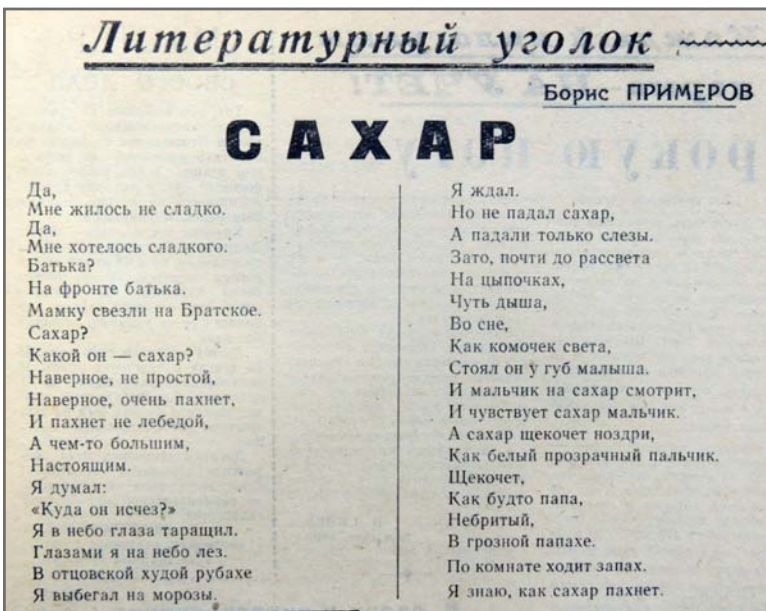 Литературный уголок
Борис ПРИМЕРОВ
САХАР
Да,
Мне жилось не сладко.
Да,
Мне хотелось сладкого.
Батька?
На фронте батька.
Мамку свезли на Братское.
Сахар?
Какой он — сахар?
Наверное, не простой,
Наверное, очень пахнет,
И пахнет не лебедой,
А чем-то большим,
Настоящим.
Я думал:
«Куда он исчез?»
Я в небо глаза таращил.
Глазами я на небо лез.
В отцовской худой рубахе
Я выбегал на морозы.
Я ждал.
Но не падал сахар,
А падали только слезы.
Зато, почти до рассвета
На цыпочках,
Чуть дыша,
Во сне,
Как комочек света,
Стоял он у губ малыша.
И мальчик на сахар смотрит,
И чувствует сахар мальчик.
А сахар щекочет ноздри,
Как белый прозрачный пальчик.
Щекочет,
Как будто папа,
Небритый,
В грозной папахе.
По комнате ходит запах.
Я знаю, как сахар пахнет.